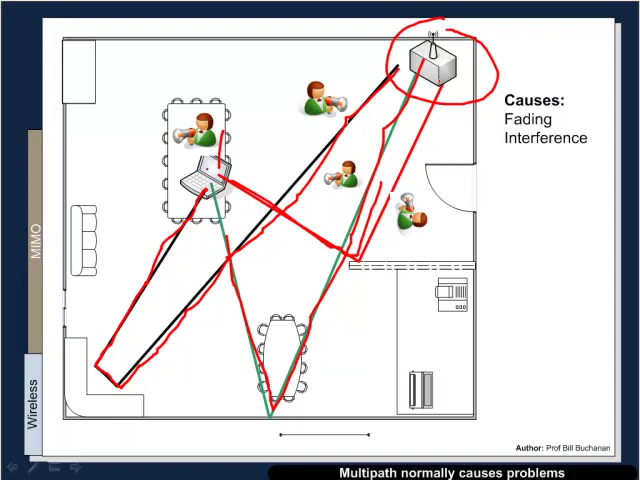 Causes:
Fading
Interference
MIMO
Wireless
Author: Prof Bill Buchanan
Multipath normally causes problems